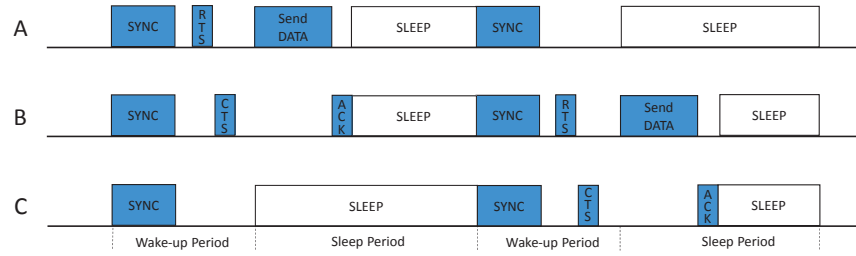 A
SYNC
RTS
Send
DATA
SLEEP
SYNC
SLEEP
B
SYNC
CTS
ACK
SLEEP
SYNC
RTS
Send
DATA
SLEEP
C
SYNC
SLEEP
SYNC
CTS
ACK
SLEEP
Wake-up Period
Sleep Period
Wake-up Period
Sleep Period